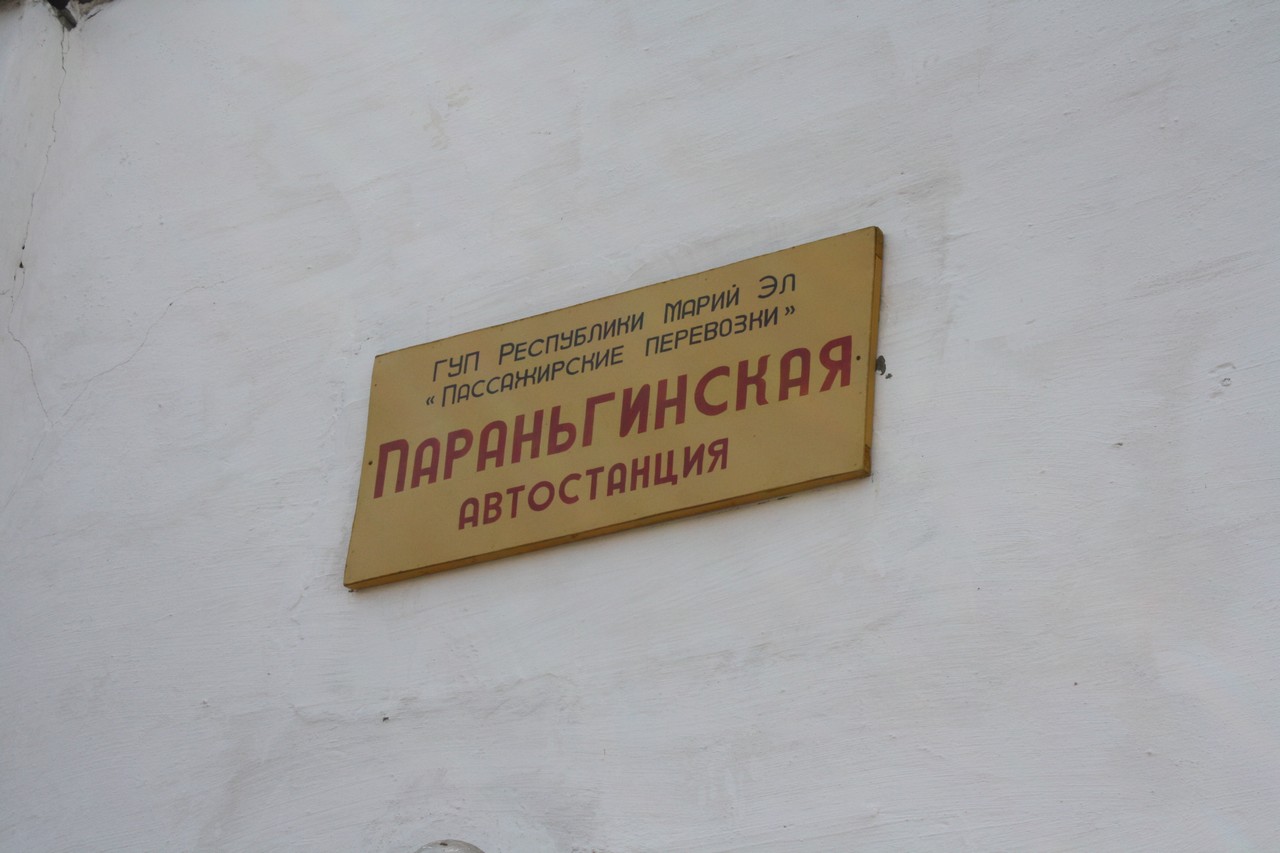 ГУП Республики Марий Эл
«Пассажирские перевозки»
ПАРАНЬГИНСКАЯ
АВТОСТАНЦИЯ